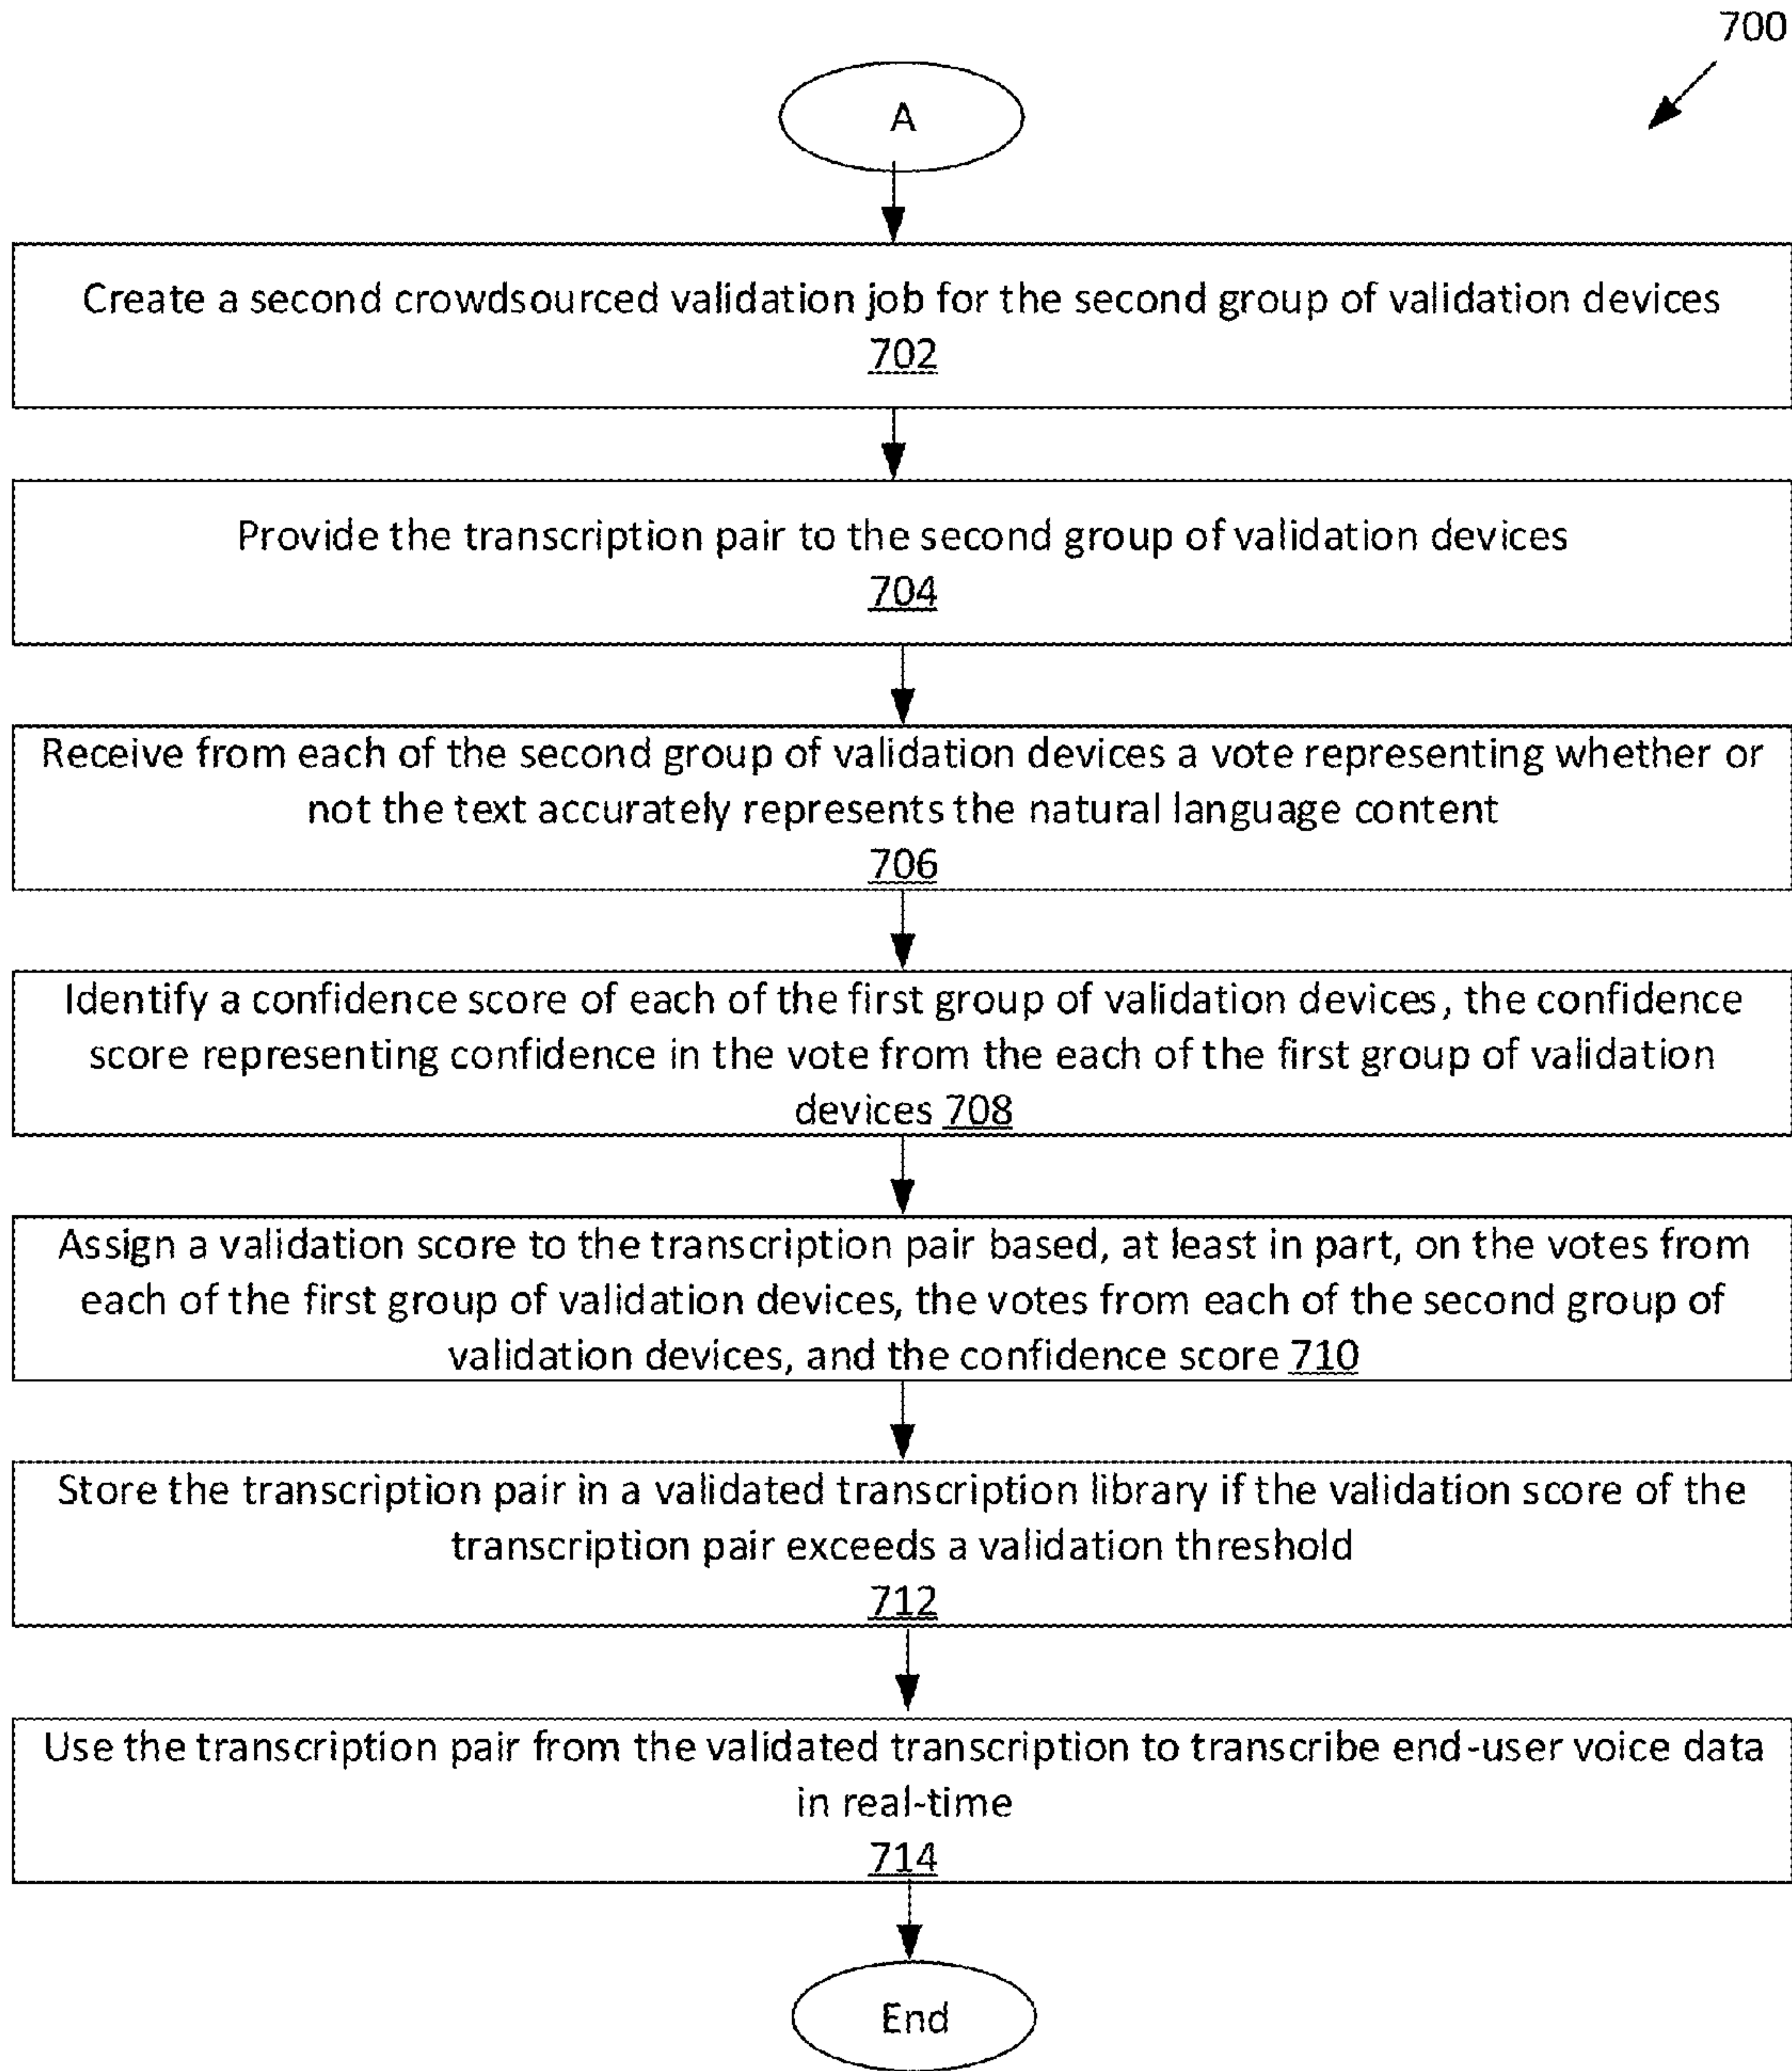 700
A
Create a second crowdsourced validation job for the second group of validation devices
702
Provide the transcription pair to the second group of validation devices
704
Receive from each of the second group of validation devices a vote representing whether or
not the text accurately represents the natural language content
706
Identify a confidence score of each of the first group of validation devices, the confidence
score representing confidence in the vote from the each of the first group of validation
devices 708
Assign a validation score to the transcription pair based, at least in part, on the votes from
each of the first group of validation devices, the votes from each of the second group of
validation devices, and the confidence score 710
Store the transcription pair in a validated transcription library if the validation score of the
transcription pair exceeds a validation threshold
712
Use the transcription pair from the validated transcription to transcribe end-user voice data
in real-time
714
End